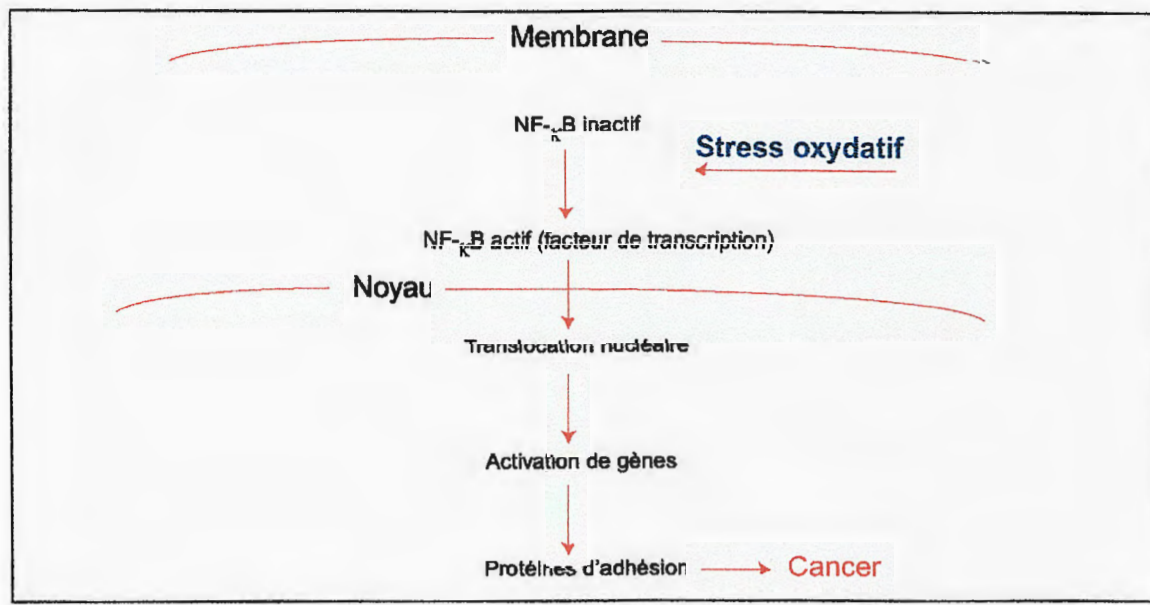 Membrane
NF-κB inactif
Stress oxydatif
NF-κB actif (facteur de transcription)
Noyau
Translocation nucléaire
Activation de gènes
Protéines d'adhésion
Cancer